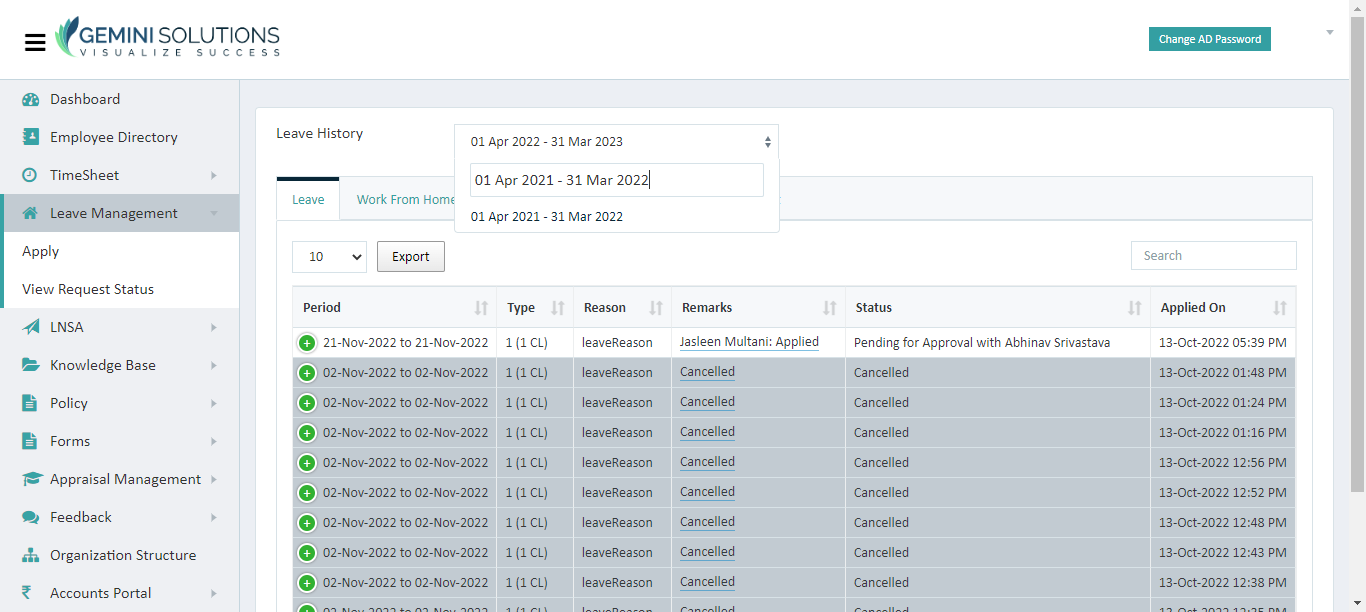 GEMINI SOLUTIONS
VISUALIZE SUCCESS
Change AD Password
Dashboard
Employee Directory
TimeSheet
Leave Management
Apply
View Request Status
LNSA
Knowledge Base
Policy
Forms
Appraisal Management
Feedback
Organization Structure
Accounts Portal
Leave History
01 Apr 2022 - 31 Mar 2023
01 Apr 2021 - 31 Mar 2022
01 Apr 2021 - 31 Mar 2022
Leave Work From Home
10 Export Search
Period Type Reason Remarks Status Applied On
21-Nov-2022 to 21-Nov-2022 1 (1 CL) leaveReason Jasleen Multani: Applied Pending for Approval with Abhinav Srivastava 13-Oct-2022 05:39 PM
02-Nov-2022 to 02-Nov-2022 1 (1 CL) leaveReason Cancelled Cancelled 13-Oct-2022 01:48 PM
02-Nov-2022 to 02-Nov-2022 1 (1 CL) leaveReason Cancelled Cancelled 13-Oct-2022 01:24 PM
02-Nov-2022 to 02-Nov-2022 1 (1 CL) leaveReason Cancelled Cancelled 13-Oct-2022 01:16 PM
02-Nov-2022 to 02-Nov-2022 1 (1 CL) leaveReason Cancelled Cancelled 13-Oct-2022 12:56 PM
02-Nov-2022 to 02-Nov-2022 1 (1 CL) leaveReason Cancelled Cancelled 13-Oct-2022 12:52 PM
02-Nov-2022 to 02-Nov-2022 1 (1 CL) leaveReason Cancelled Cancelled 13-Oct-2022 12:48 PM
02-Nov-2022 to 02-Nov-2022 1 (1 CL) leaveReason Cancelled Cancelled 13-Oct-2022 12:43 PM
02-Nov-2022 to 02-Nov-2022 1 (1 CL) leaveReason Cancelled Cancelled 13-Oct-2022 12:38 PM